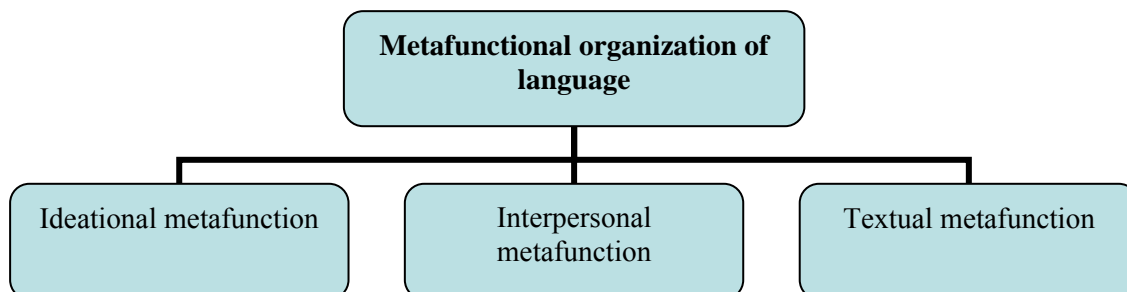 Metafunctional organization of
language
Ideational metafunction
Interpersonal
metafunction
Textual metafunction